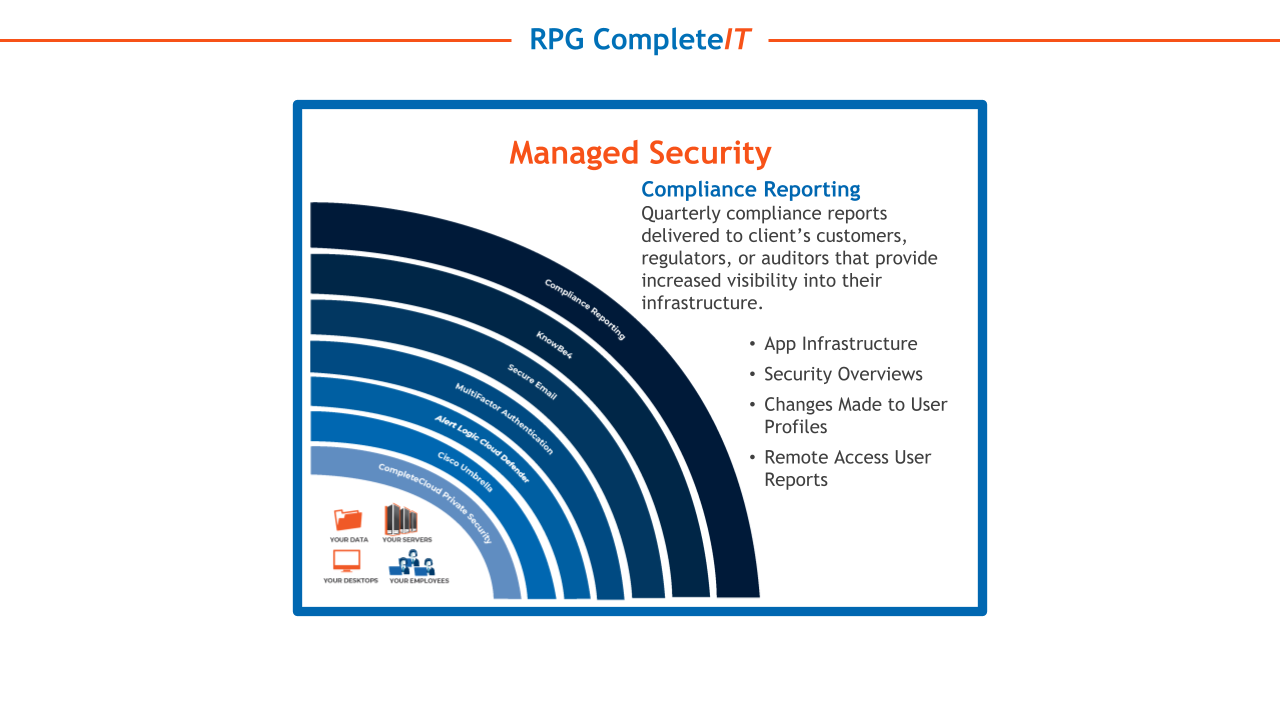 RPG CompleteIT
Managed Security
Compliance Reporting
Quarterly compliance reports
delivered to client’s customers,
regulators, or auditors that provide
increased visibility into their
infrastructure.
• App Infrastructure
• Security Overviews
• Changes Made to User
Profiles
• Remote Access User
Reports
Compliance Reporting
KnowBe4
Secure Email
MultiFactor Authentication
Alert Logic Cloud Defender
Cisco Umbrella
CompleteCloud Private Security
YOUR DATA
YOUR SERVERS
YOUR DESKTOPS
YOUR EMPLOYEES